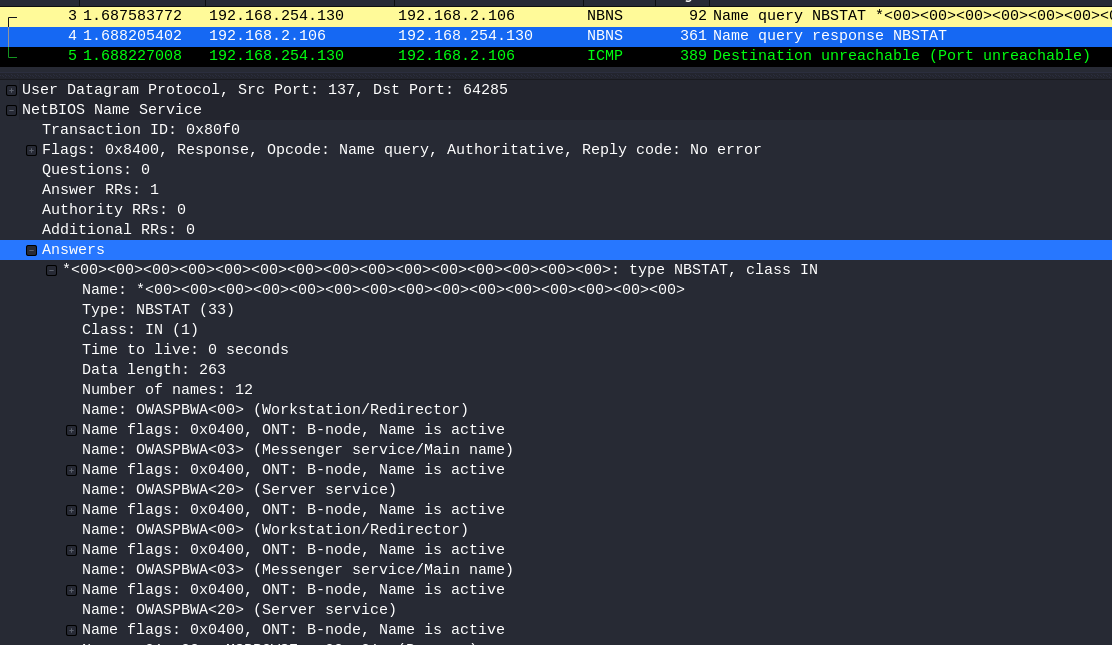 3 1.687583772 192.168.254.130 192.168.2.106 NBNS 92 Name query NBSTAT *<00><00><00><00><00><00><0
4 1.688205402 192.168.2.106 192.168.254.130 NBNS 361 Name query response NBSTAT
5 1.688227008 192.168.254.130 192.168.2.106 ICMP 389 Destination unreachable (Port unreachable)
User Datagram Protocol, Src Port: 137, Dst Port: 64285
NetBIOS Name Service
Transaction ID: 0x80f0
Flags: 0x8400, Response, Opcode: Name query, Authoritative, Reply code: No error
Questions: 0
Answer RRs: 1
Authority RRs: 0
Additional RRs: 0
Answers
*<00><00><00><00><00><00><00><00><00><00><00><00><00><00><00>: type NBSTAT, class IN
Name: *<00><00><00><00><00><00><00><00><00><00><00><00><00><00><00>
Type: NBSTAT (33)
Class: IN (1)
Time to live: 0 seconds
Data length: 263
Number of names: 12
Name: OWASPBWA<00> (Workstation/Redirector)
Name flags: 0x0400, ONT: B-node, Name is active
Name: OWASPBWA<03> (Messenger service/Main name)
Name flags: 0x0400, ONT: B-node, Name is active
Name: OWASPBWA<20> (Server service)
Name flags: 0x0400, ONT: B-node, Name is active
Name: OWASPBWA<00> (Workstation/Redirector)
Name flags: 0x0400, ONT: B-node, Name is active
Name: OWASPBWA<03> (Messenger service/Main name)
Name flags: 0x0400, ONT: B-node, Name is active
Name: OWASPBWA<20> (Server service)
Name flags: 0x0400, ONT: B-node, Name is active